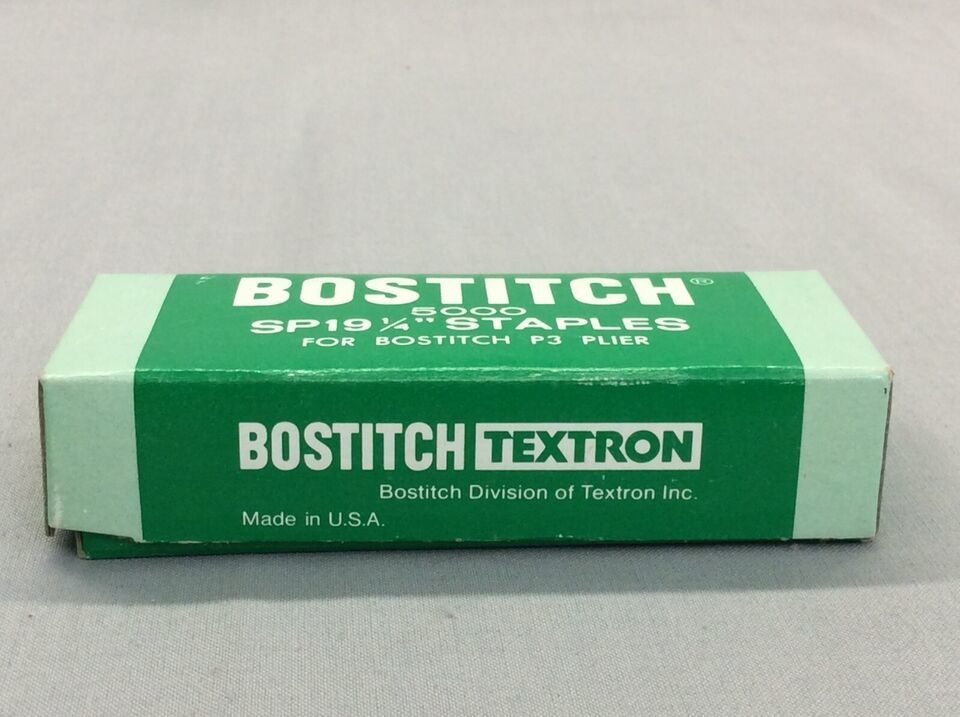 BOSTITCH®
5000
SP19 ¼" STAPLES
FOR BOSTITCH P3 PLIER
BOSTITCH TEXTRON
Bostitch Division of Textron Inc.
Made in U.S.A.